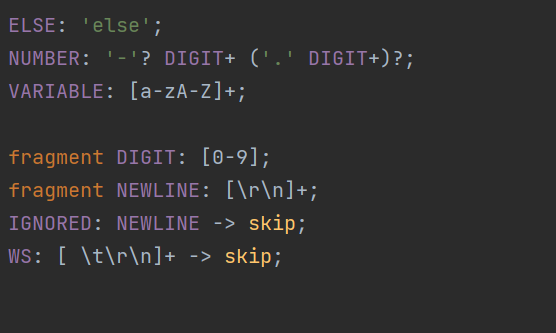 ELSE: 'else';
NUMBER: '-'? DIGIT+ ('.' DIGIT+)?;
VARIABLE: [a-zA-Z]+;
fragment DIGIT: [0-9];
fragment NEWLINE: [\r\n]+;
IGNORED: NEWLINE -> skip;
WS: [ \t\r\n]+ -> skip;